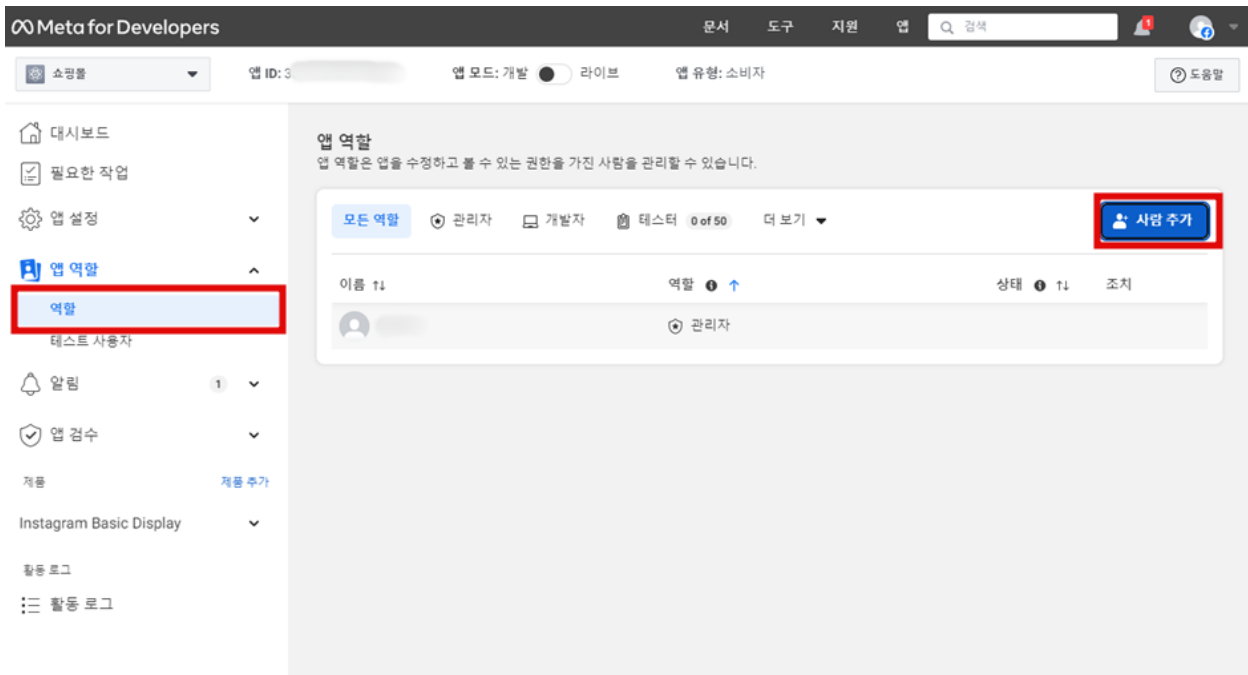 Meta for Developers
문서 도구 지원 앱 검색 1
쇼핑몰 앱 ID: 3 앱 모드: 개발 라이브 앱 유형: 소비자 도움말
대시보드
필요한 작업
앱 설정
앱 역할
역할
테스트 사용자
알림 1
앱 검수
제품 제품 추가
Instagram Basic Display
활동 로그
활동 로그
앱 역할
앱 역할은 앱을 수정하고 볼 수 있는 권한을 가진 사람을 관리할 수 있습니다.
모든 역할 관리자 개발자 테스터 0 of 50 더 보기 사람 추가
이름 역할 상태 조치
관리자